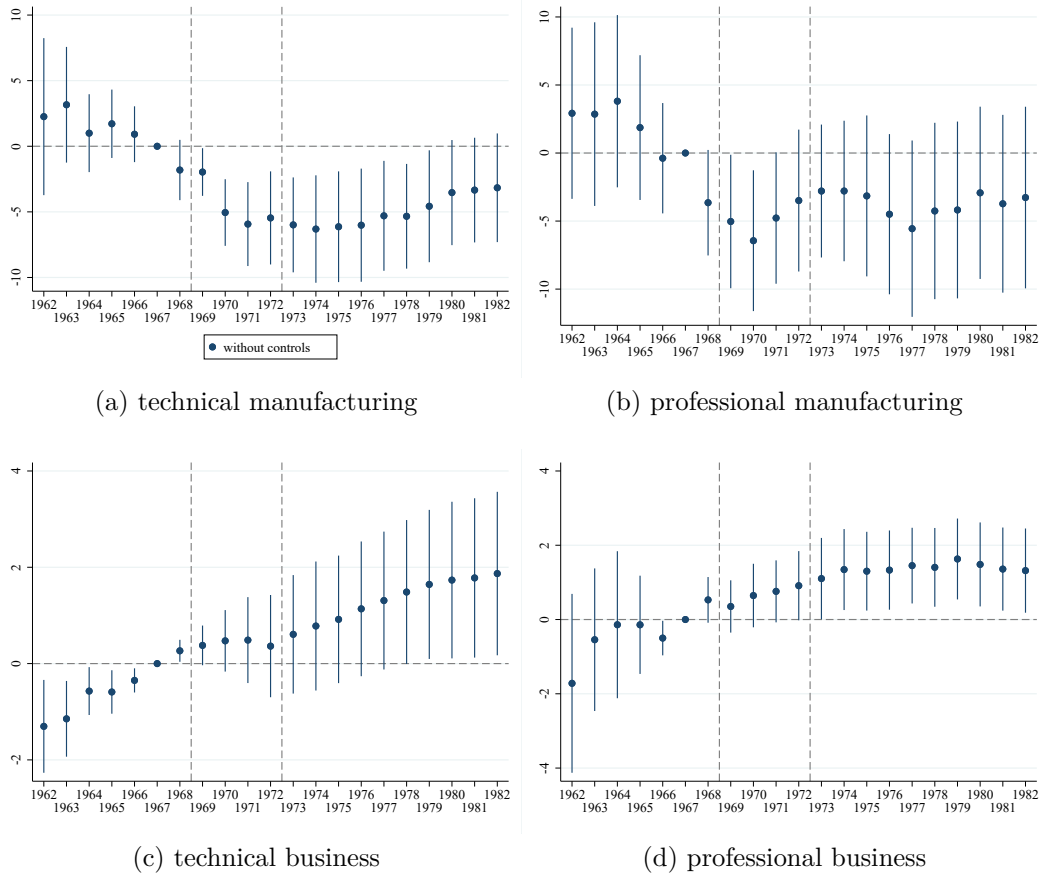 10
5
0
-5
-10
1962 1964 1966 1968 1970 1972 1974 1976 1978 1980 1982
1963 1965 1967 1969 1971 1973 1975 1977 1979 1981
without controls
(a) technical manufacturing
10
5
0
-5
-10
1962 1964 1966 1968 1970 1972 1974 1976 1978 1980 1982
1963 1965 1967 1969 1971 1973 1975 1977 1979 1981
(b) professional manufacturing
4
2
0
-2
1962 1964 1966 1968 1970 1972 1974 1976 1978 1980 1982
1963 1965 1967 1969 1971 1973 1975 1977 1979 1981
(c) technical business
4
2
0
-2
-4
1962 1964 1966 1968 1970 1972 1974 1976 1978 1980 1982
1963 1965 1967 1969 1971 1973 1975 1977 1979 1981
(d) professional business